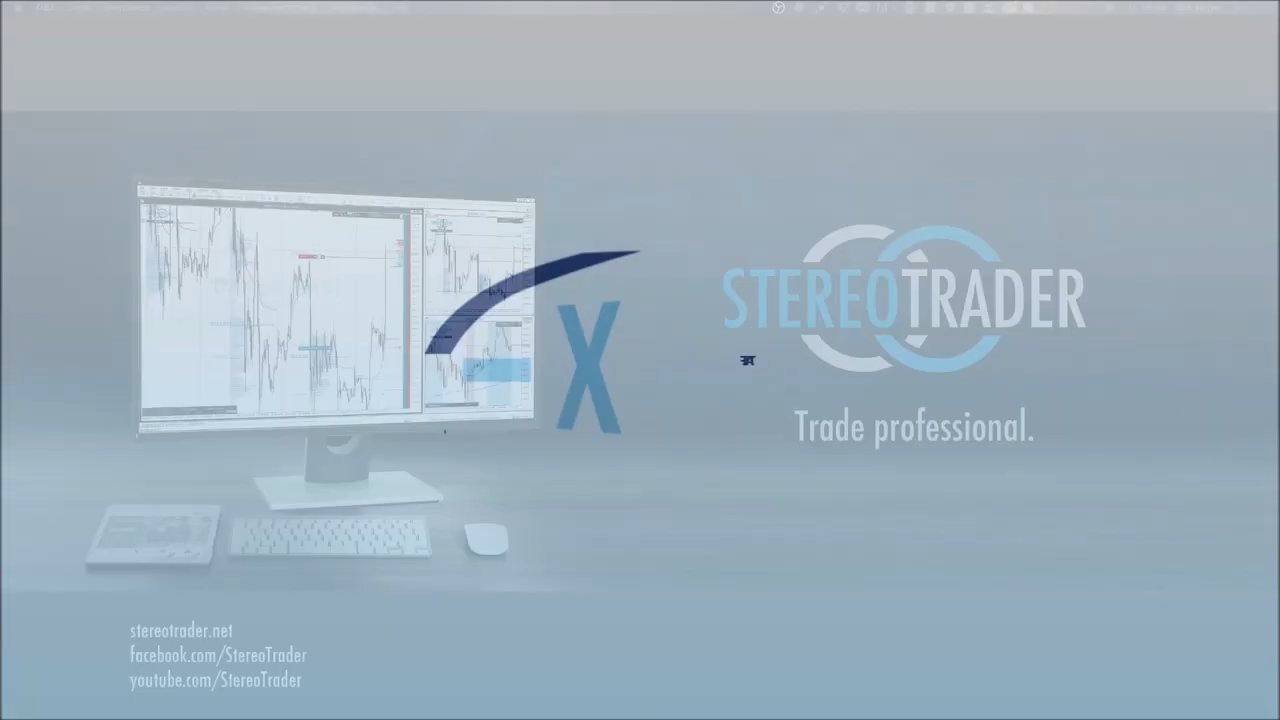 STEREOTRADER
X
Trade professional.
stereotrader.net
facebook.com/StereoTrader
youtube.com/StereoTrader